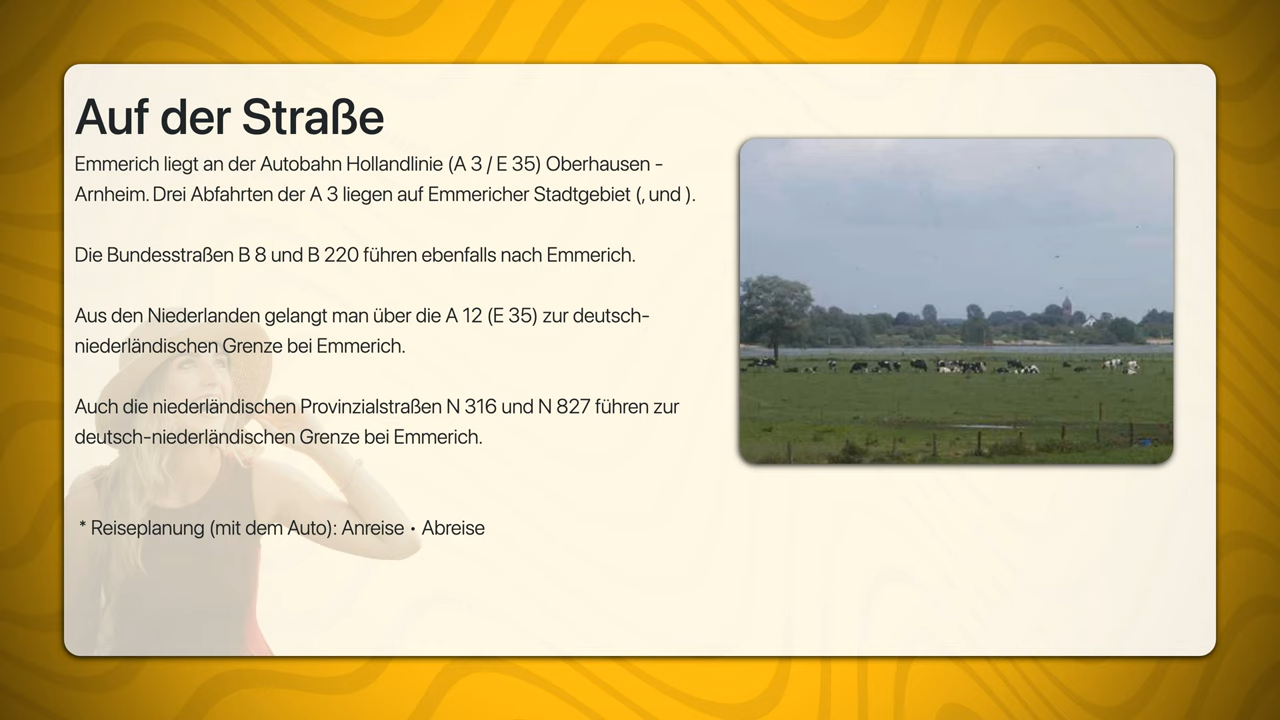 Auf der Straße
Emmerich liegt an der Autobahn Hollandlinie (A 3 / E 35) Oberhausen -
Arnheim. Drei Abfahrten der A 3 liegen auf Emmericher Stadtgebiet (, und ).
Die Bundesstraßen B 8 und B 220 führen ebenfalls nach Emmerich.
Aus den Niederlanden gelangt man über die A 12 (E 35) zur deutsch-
niederländischen Grenze bei Emmerich.
Auch die niederländischen Provinzialstraßen N 316 und N 827 führen zur
deutsch-niederländischen Grenze bei Emmerich.
* Reiseplanung (mit dem Auto): Anreise • Abreise